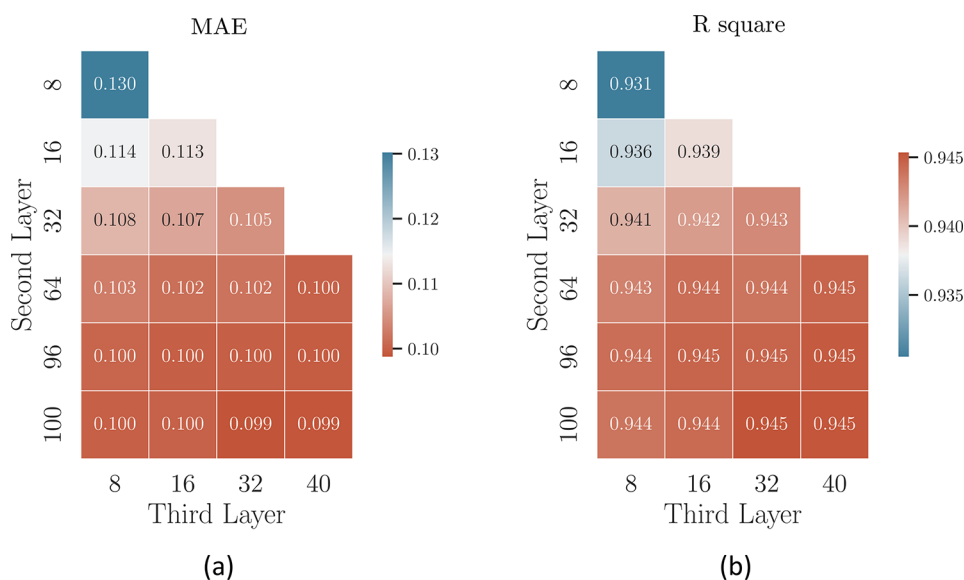 MAE
R square
8
0.130
16
0.114 0.113
32
0.108 0.107 0.105
64
0.103 0.102 0.102 0.100
96
0.100 0.100 0.100 0.100
100
0.100 0.100 0.099 0.099
8 16 32 40
Third Layer
Second Layer
0.13
0.12
0.11
0.10
(a)
8
0.931
16
0.936 0.939
32
0.941 0.942 0.943
64
0.943 0.944 0.944 0.945
96
0.944 0.945 0.945 0.945
100
0.944 0.944 0.945 0.945
8 16 32 40
Third Layer
Second Layer
0.945
0.940
0.935
(b)